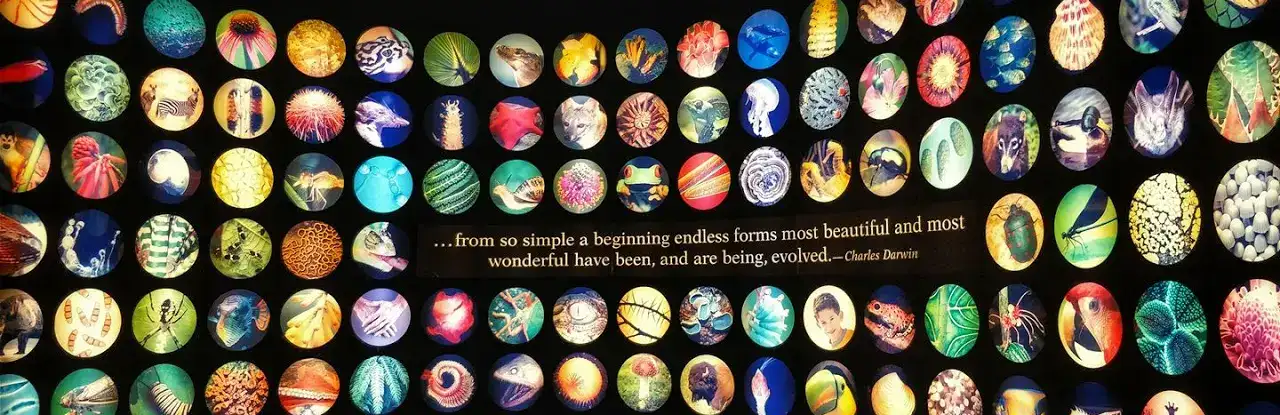 ...from so simple a beginning endless forms most beautiful and most
wonderful have been, and are being, evolved.—Charles Darwin